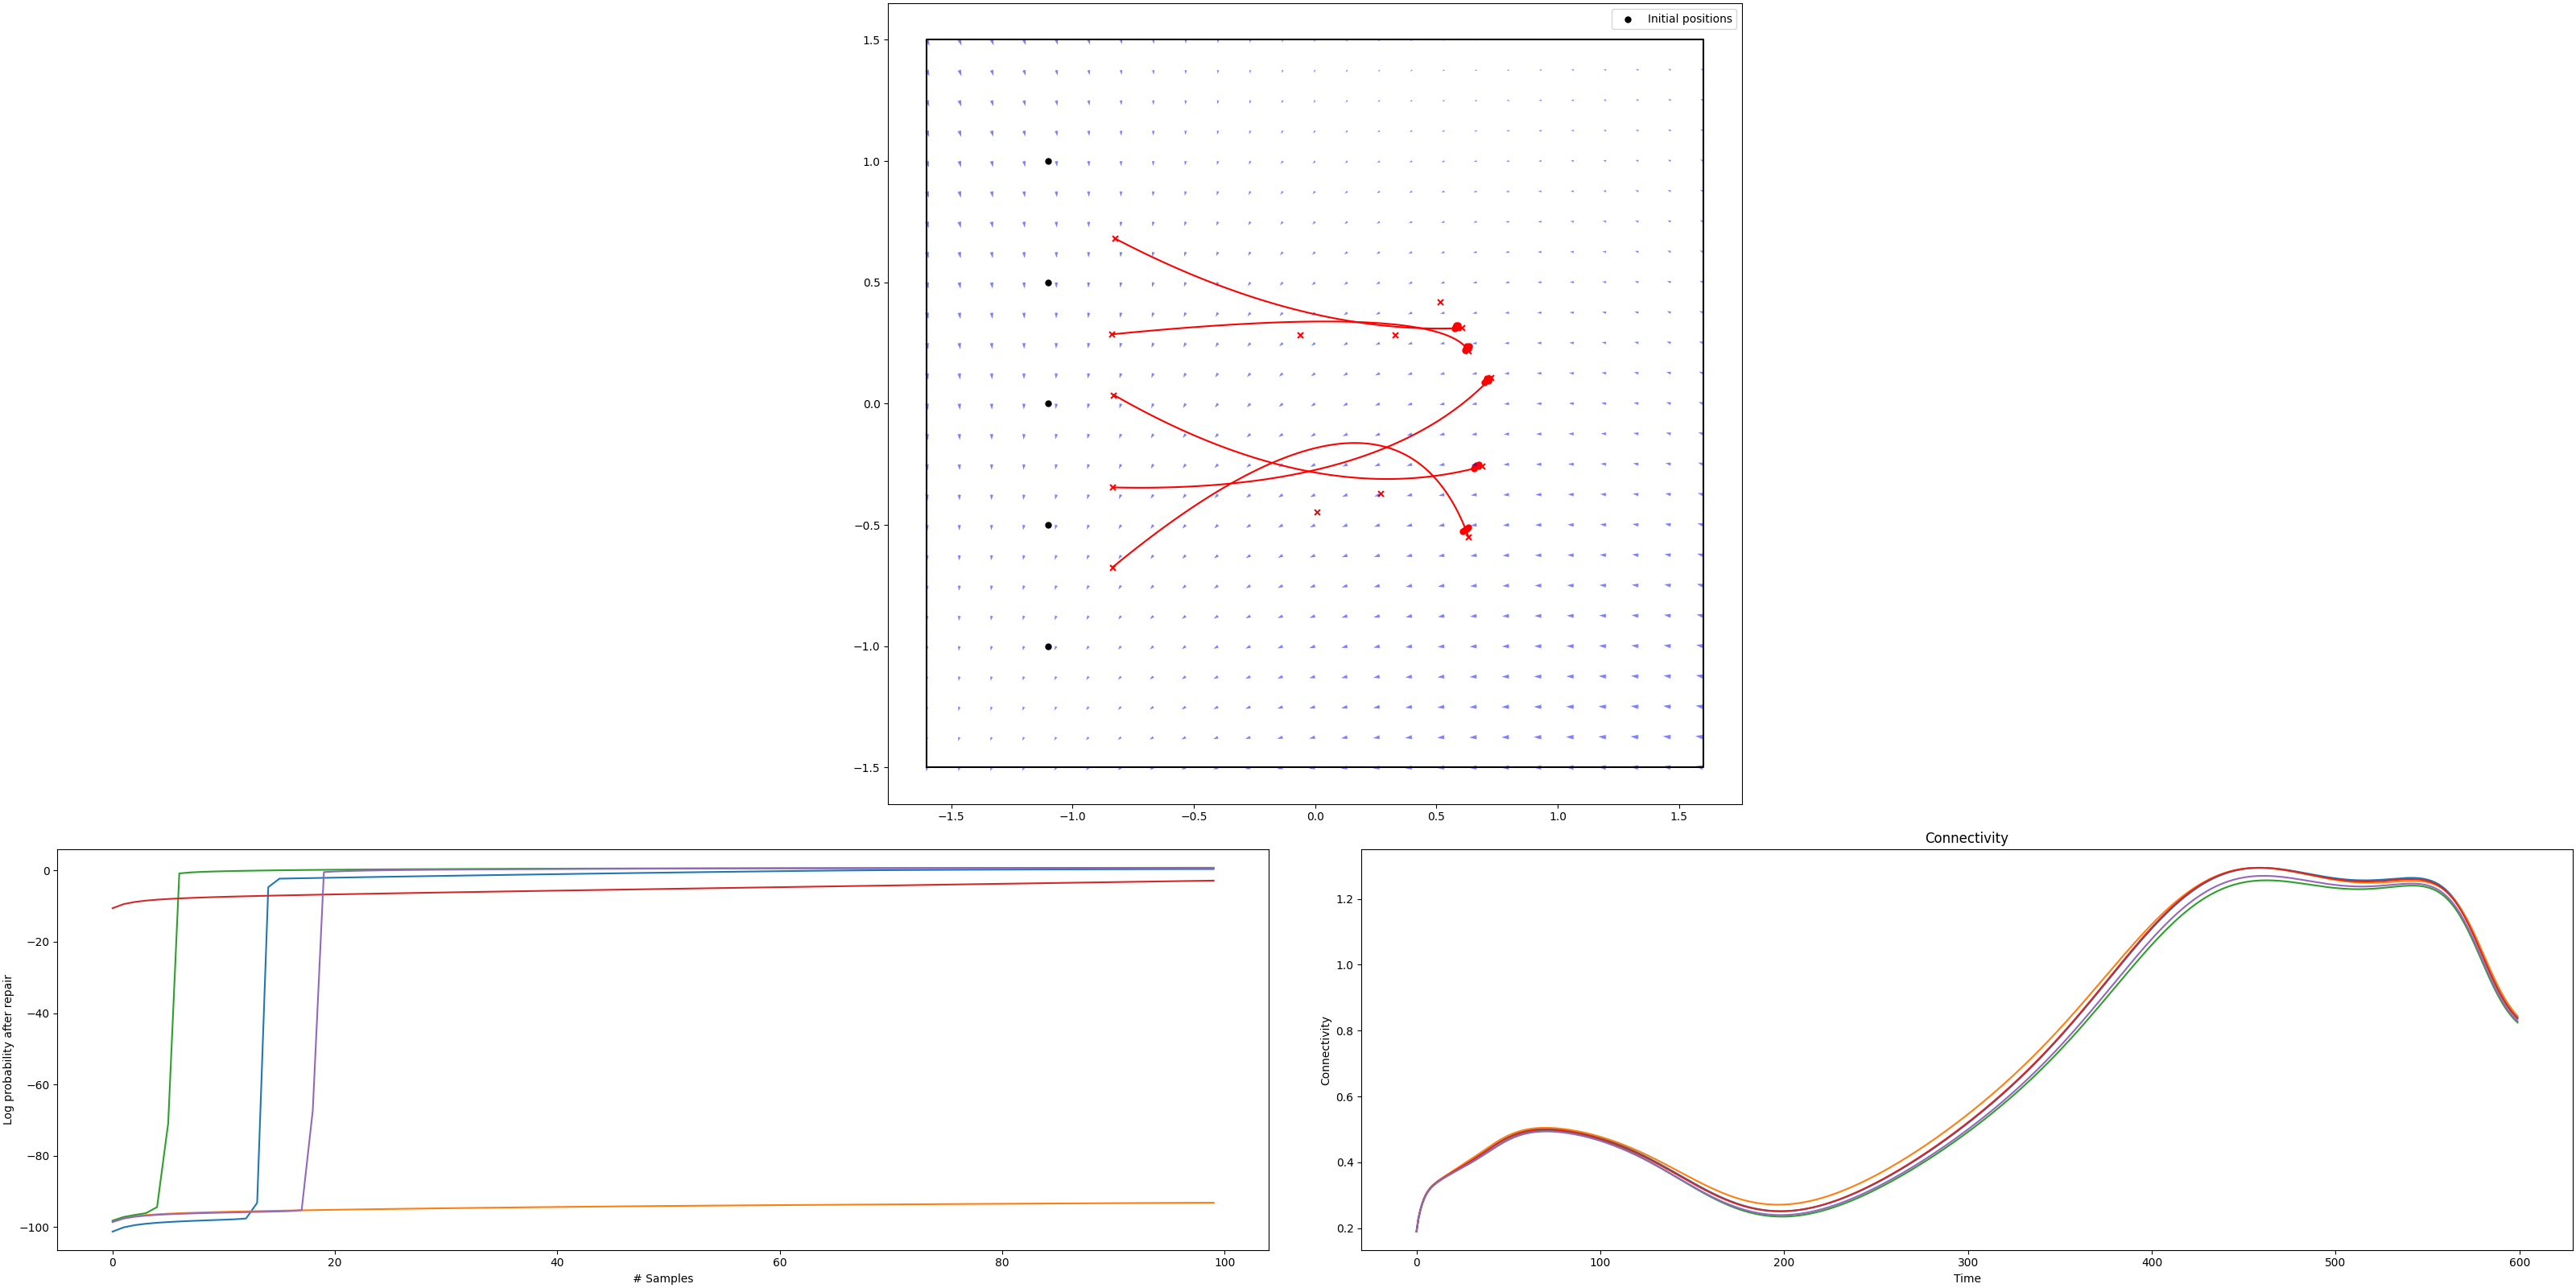 Initial positions
1.5
1.0
0.5
0.0
−0.5
−1.0
−1.5
−1.5 −1.0 −0.5 0.0 0.5 1.0 1.5
Log probability after repair
0
−20
−40
−60
−80
−100
0 20 40 60 80 100
# Samples
Connectivity
Connectivity
1.2
1.0
0.8
0.6
0.4
0.2
0 100 200 300 400 500 600
Time